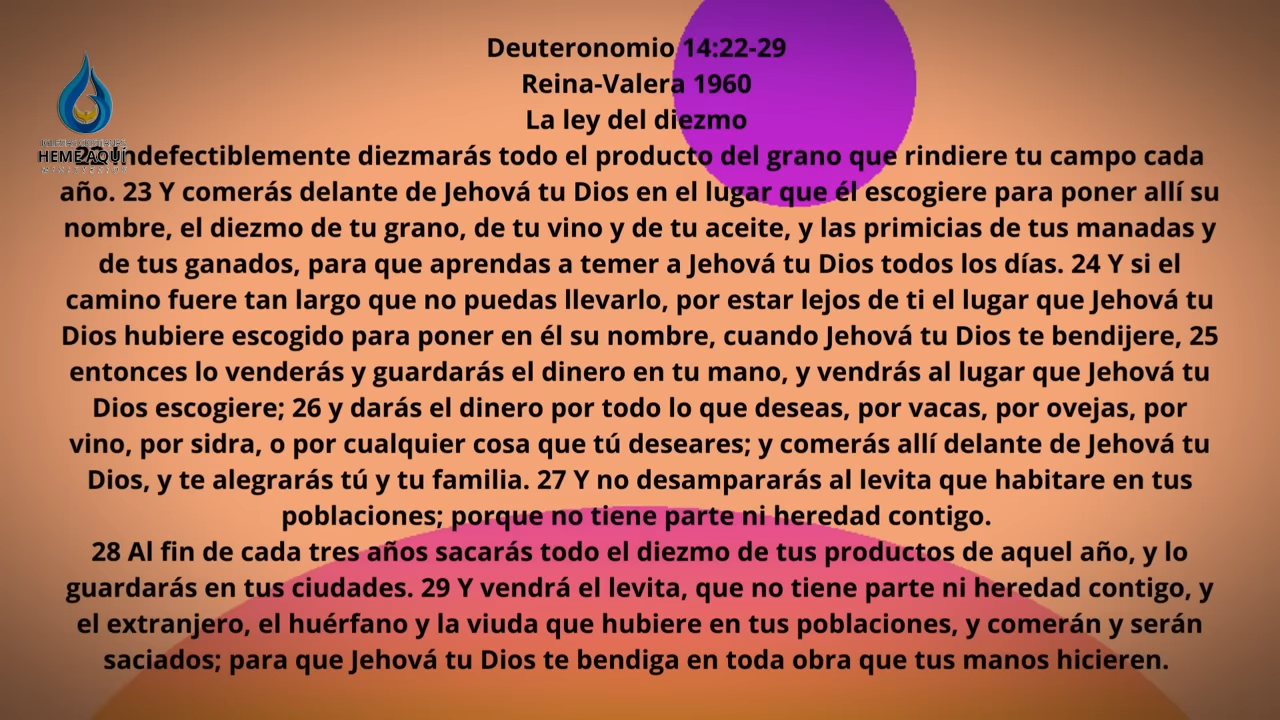 Deuteronomio 14:22-29
Reina-Valera 1960
La ley del diezmo
HEME AQUÍ
22 Indefectiblemente diezmarás todo el producto del grano que rindiere tu campo cada
año. 23 Y comerás delante de Jehová tu Dios en el lugar que él escogiere para poner allí su
nombre, el diezmo de tu grano, de tu vino y de tu aceite, y las primicias de tus manadas y
de tus ganados, para que aprendas a temer a Jehová tu Dios todos los días. 24 Y si el
camino fuere tan largo que no puedas llevarlo, por estar lejos de ti el lugar que Jehová tu
Dios hubiere escogido para poner en él su nombre, cuando Jehová tu Dios te bendijere, 25
entonces lo venderás y guardarás el dinero en tu mano, y vendrás al lugar que Jehová tu
Dios escogiere; 26 y darás el dinero por todo lo que deseas, por vacas, por ovejas, por
vino, por sidra, o por cualquier cosa que tú deseares; y comerás allí delante de Jehová tu
Dios, y te alegrarás tú y tu familia. 27 Y no desampararás al levita que habitare en tus
poblaciones; porque no tiene parte ni heredad contigo.
28 Al fin de cada tres años sacarás todo el diezmo de tus productos de aquel año, y lo
guardarás en tus ciudades. 29 Y vendrá el levita, que no tiene parte ni heredad contigo, y
el extranjero, el huérfano y la viuda que hubiere en tus poblaciones, y comerán y serán
saciados; para que Jehová tu Dios te bendiga en toda obra que tus manos hicieren.